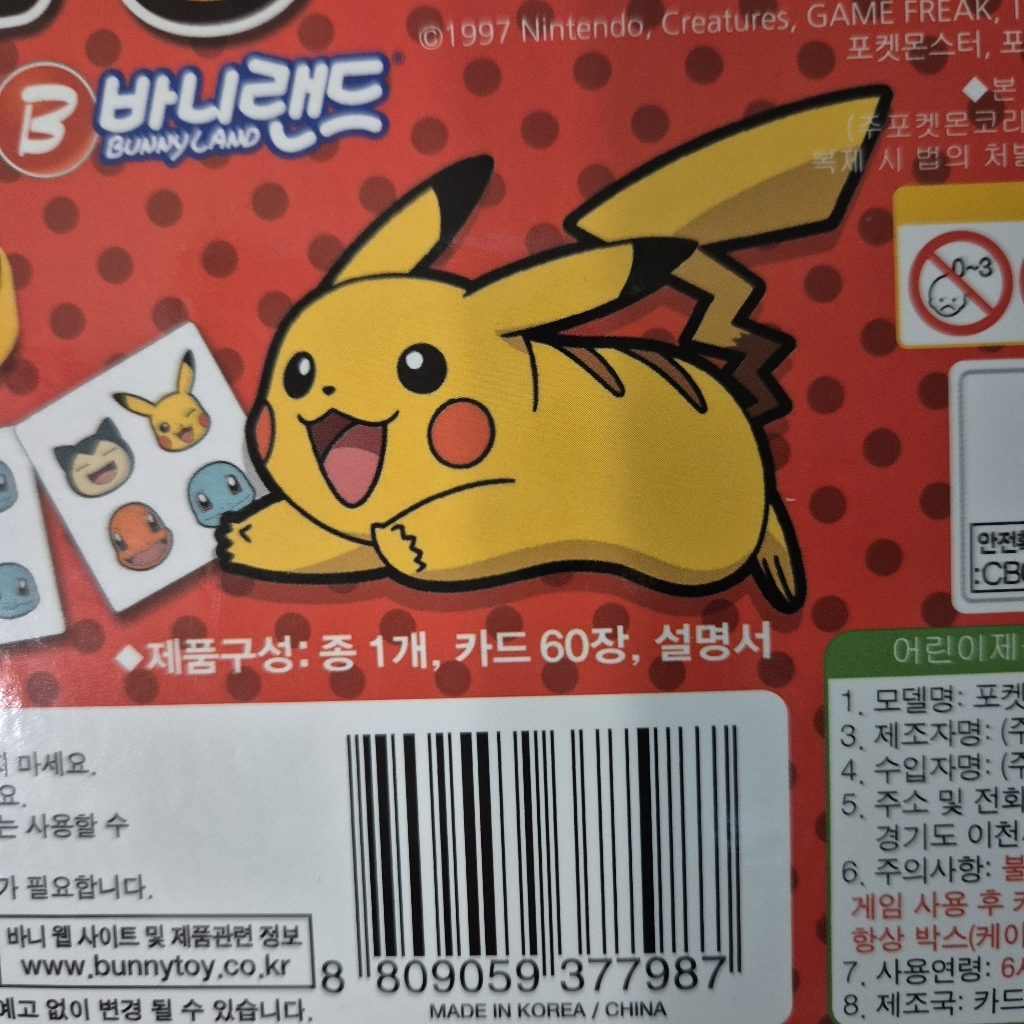 ©1997 Nintendo, Creatures, GAME FREAK,
포켓몬스터,
B 바니랜드
BUNNYLAND
◆본
(주포켓몬코리
복제 시 법의 처벌
0~3
안전확
:CB
◆제품구성: 종 1개, 카드 60장, 설명서
어린이제
1. 모델명: 포켓
3. 제조자명: (주
4. 수입자명: (주
5. 주소 및 전화
경기도 이천시
6. 주의사항: 불
게임 사용 후 카
항상 박스(케이
7. 사용연령: 6세
8. 제조국: 카드
마세요.
요.
는 사용할 수
가 필요합니다.
바니 웹 사이트 및 제품관련 정보
www.bunnytoy.co.kr
예고 없이 변경 될 수 있습니다.
8 809059 377987
MADE IN KOREA / CHINA